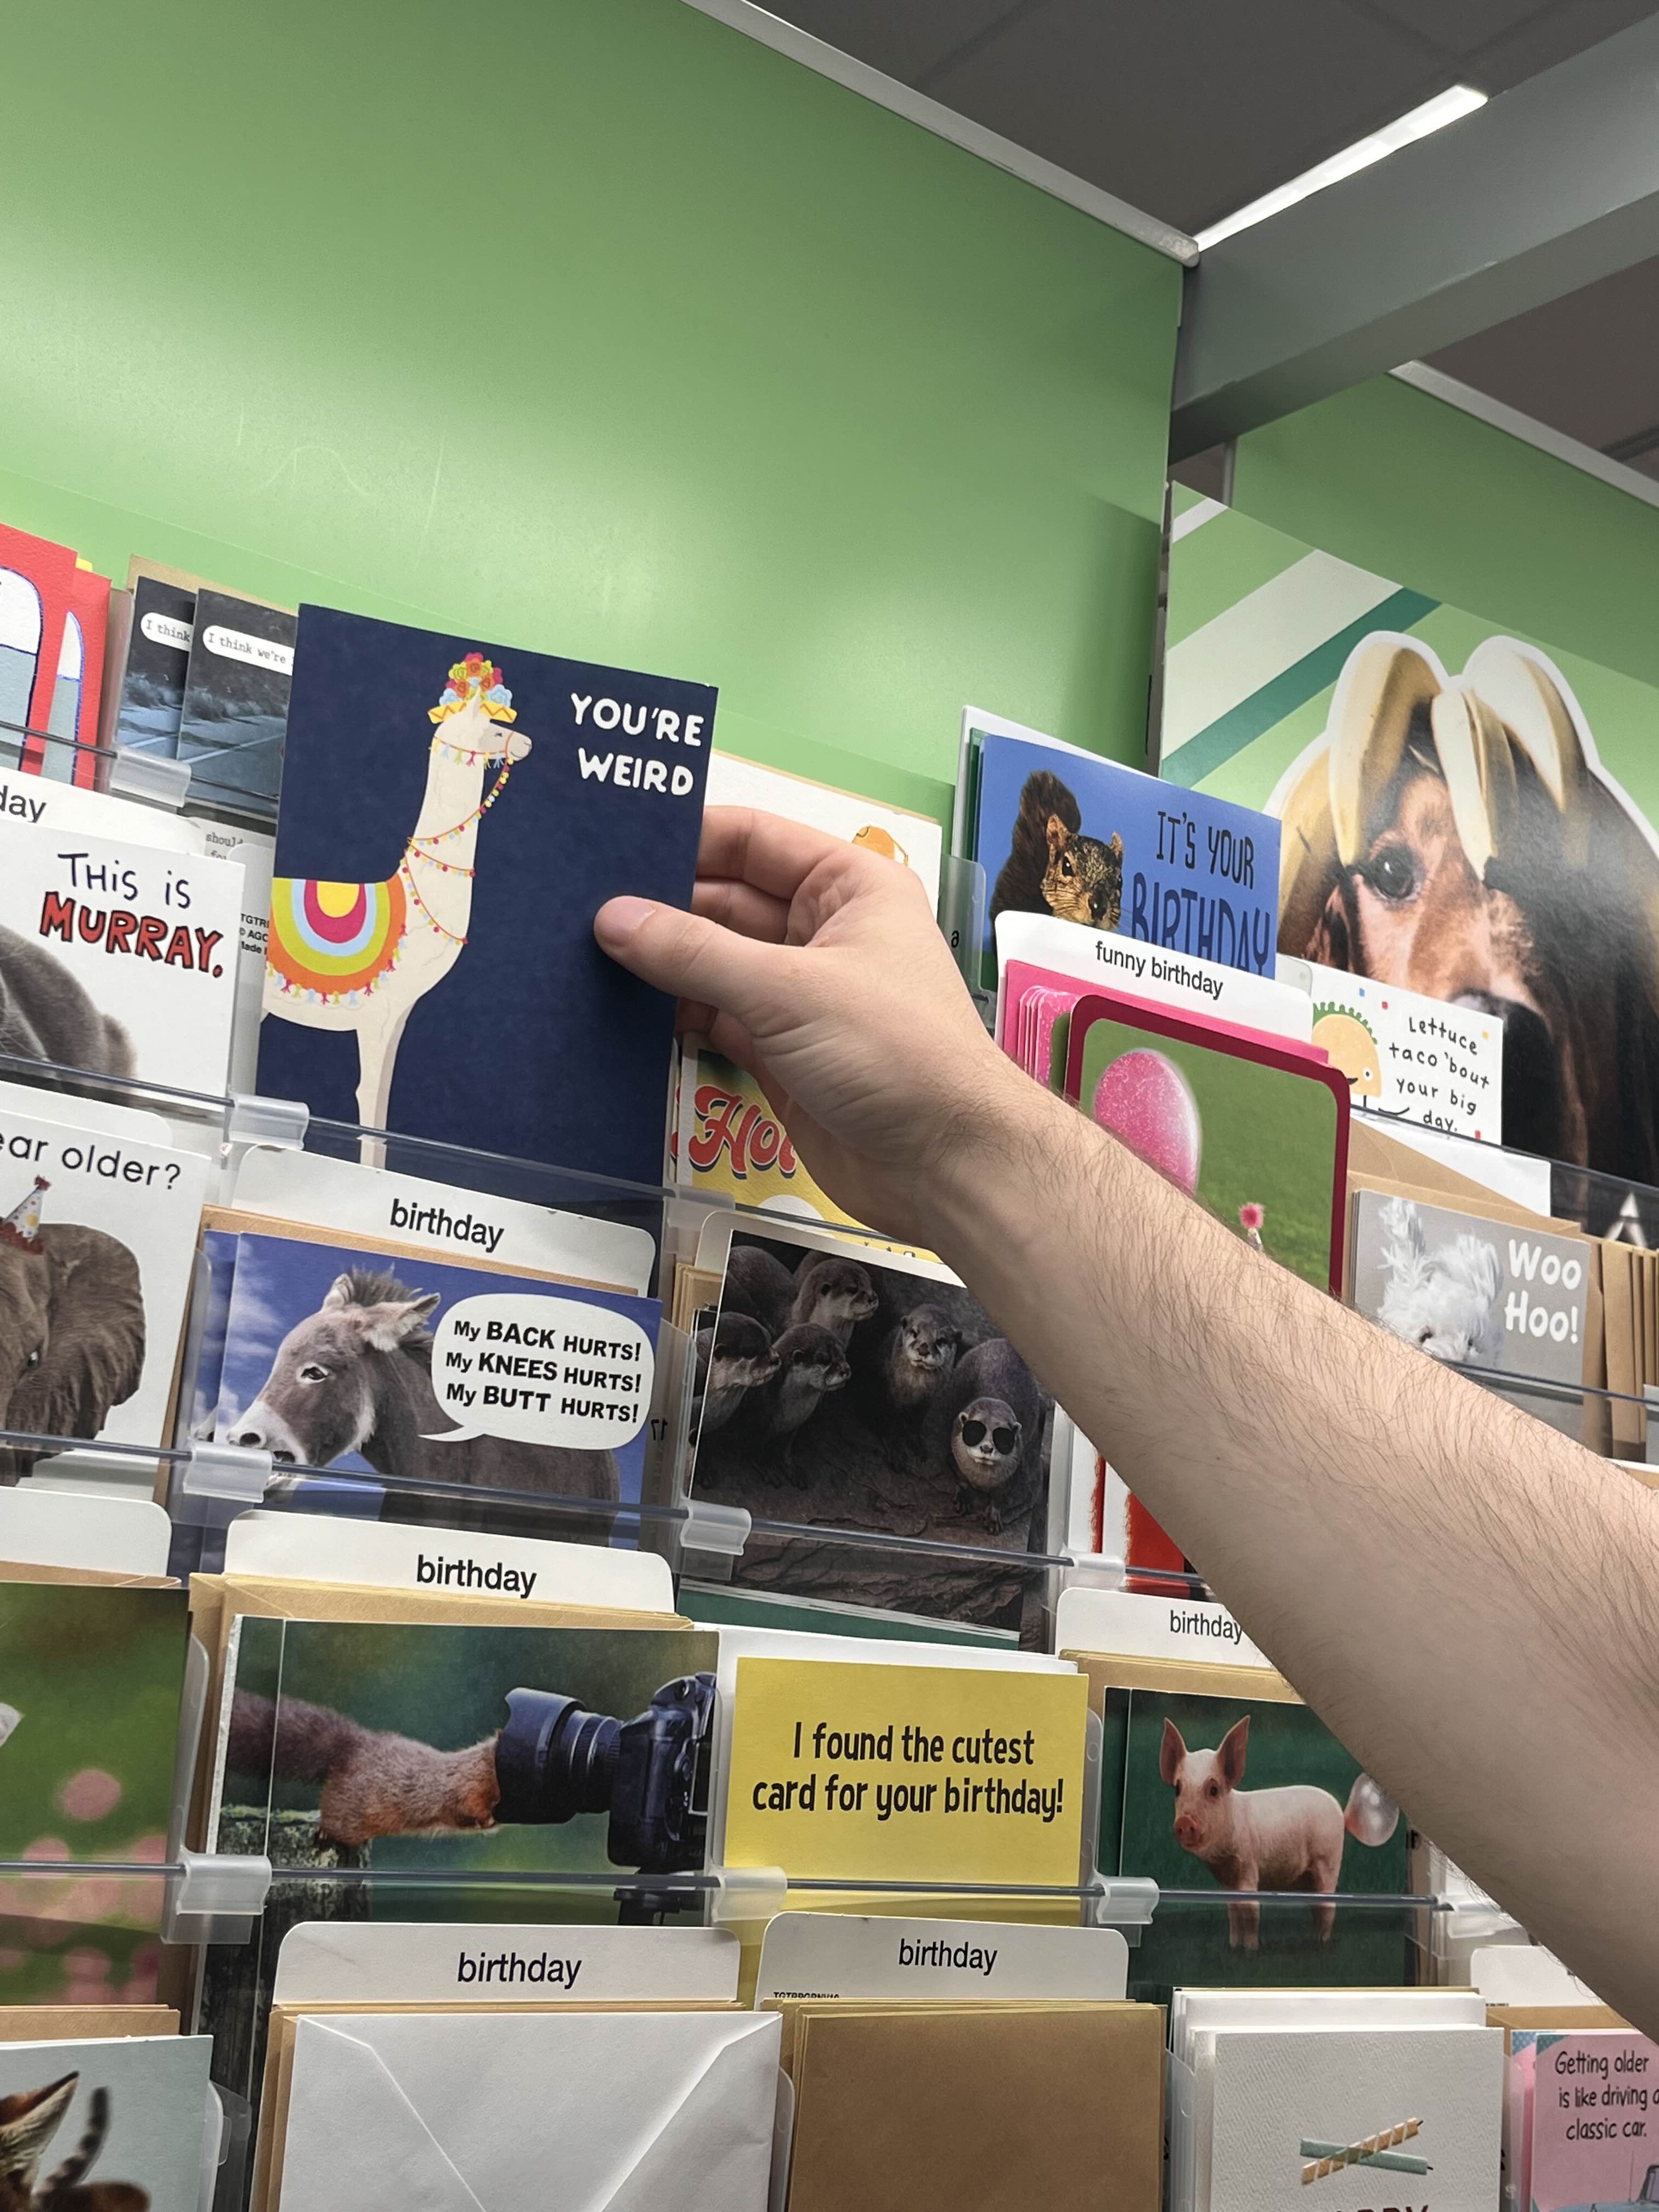 I think
I think we're
YOU'RE
WEIRD
day
THIS iS
MURRAY.
IT'S YOUR
BIRTHDAY
funny birthday
Lettuce
taco 'bout
your big
day.
ear older?
birthday
My BACK HURTS!
My KNEES HURTS!
My BUTT HURTS!
17
WOO
HOO!
birthday
birthday
I found the cutest
card for your birthday!
birthday
birthday
Getting older
is like driving a
classic car.